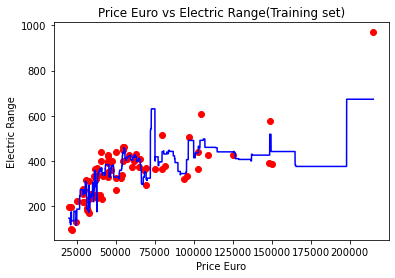 Price Euro vs Electric Range(Training set)
1000
800
600
400
200
Electric Range
25000 50000 75000 100000 125000 150000 175000 200000
Price Euro